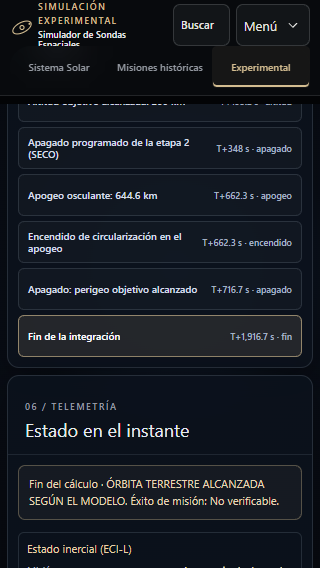 SIMULACIÓN
EXPERIMENTAL
Simulador de Sondas
Espaciales
Buscar
Menú
Sistema Solar
Misiones históricas
Experimental
Apagado programado de la etapa 2
(SECO)
T+348 s · apagado
Apogeo osculante: 644.6 km
T+662.3 s · apogeo
Encendido de circularización en el
apogeo
T+662.3 s · encendido
Apagado: perigeo objetivo alcanzado
T+716.7 s · apagado
Fin de la integración
T+1,916.7 s · fin
06 / TELEMETRÍA
Estado en el instante
Fin del cálculo · ÓRBITA TERRESTRE ALCANZADA
SEGÚN EL MODELO. Éxito de misión: No verificable.
Estado inercial (ECI-L)